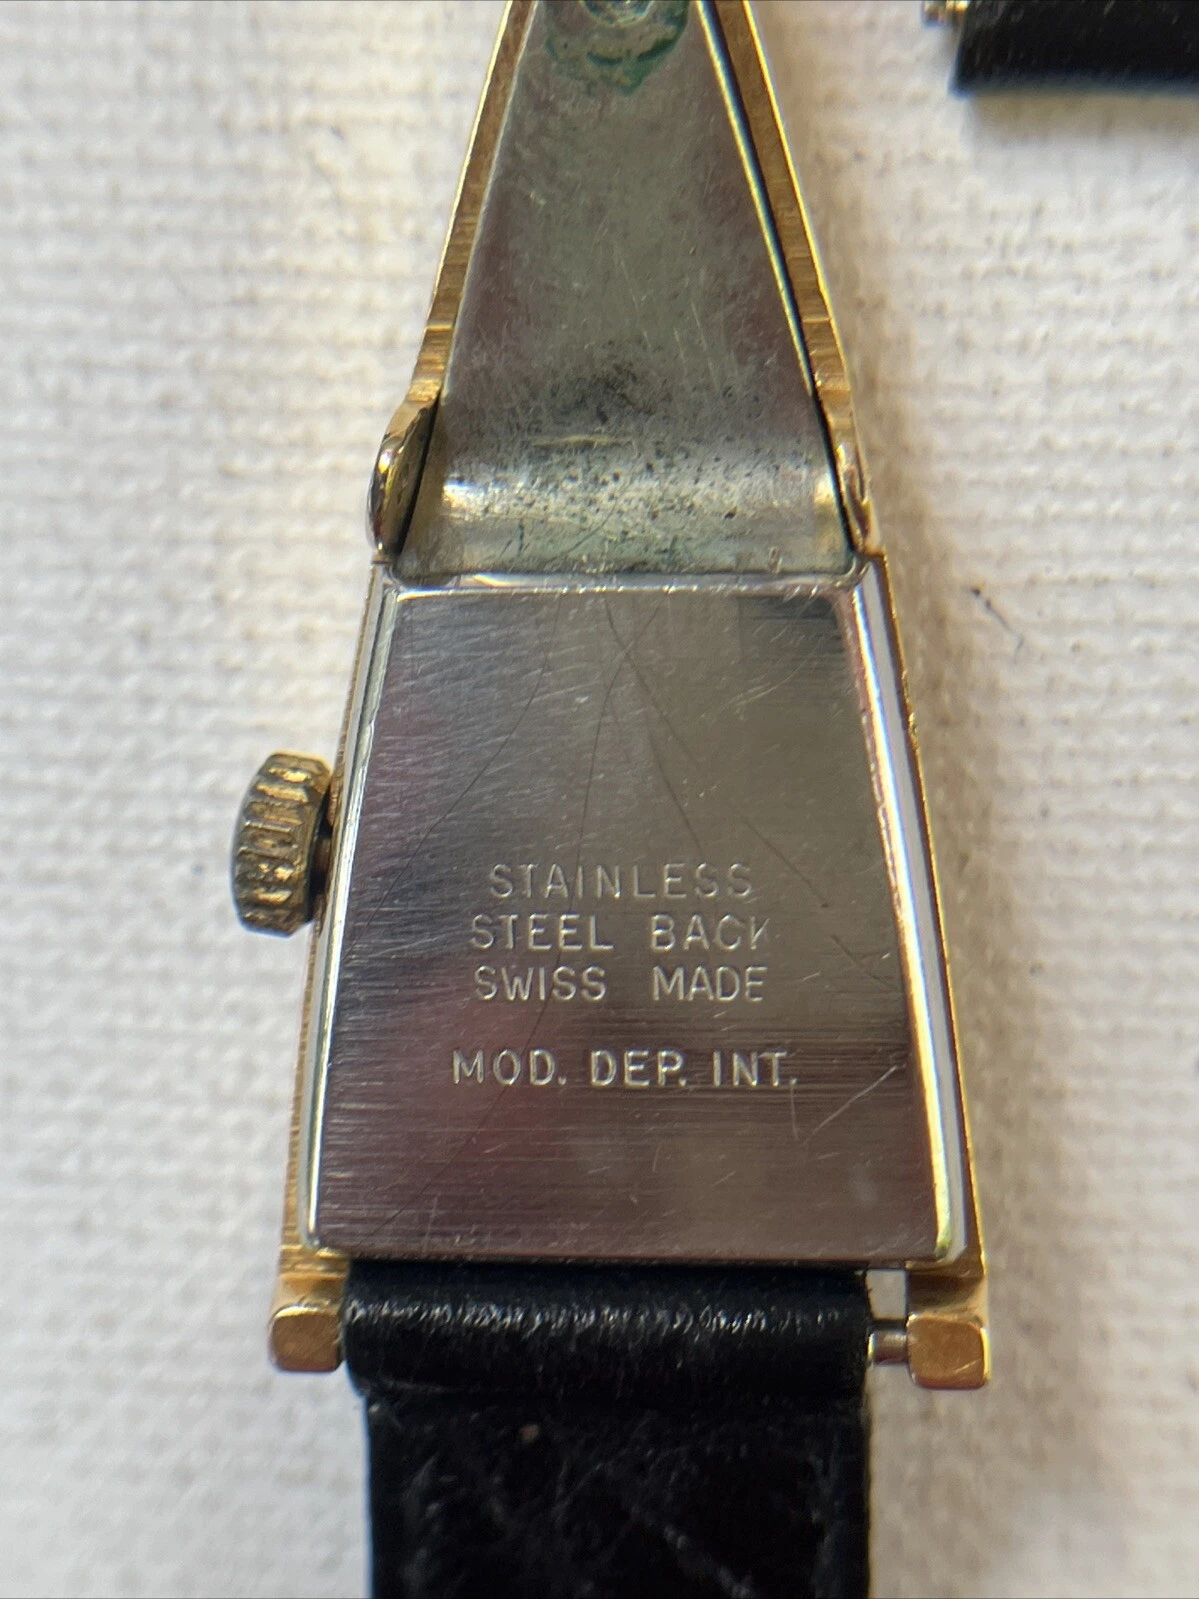 STAINLESS
STEEL BACK
SWISS MADE
MOD. DEP. INT.